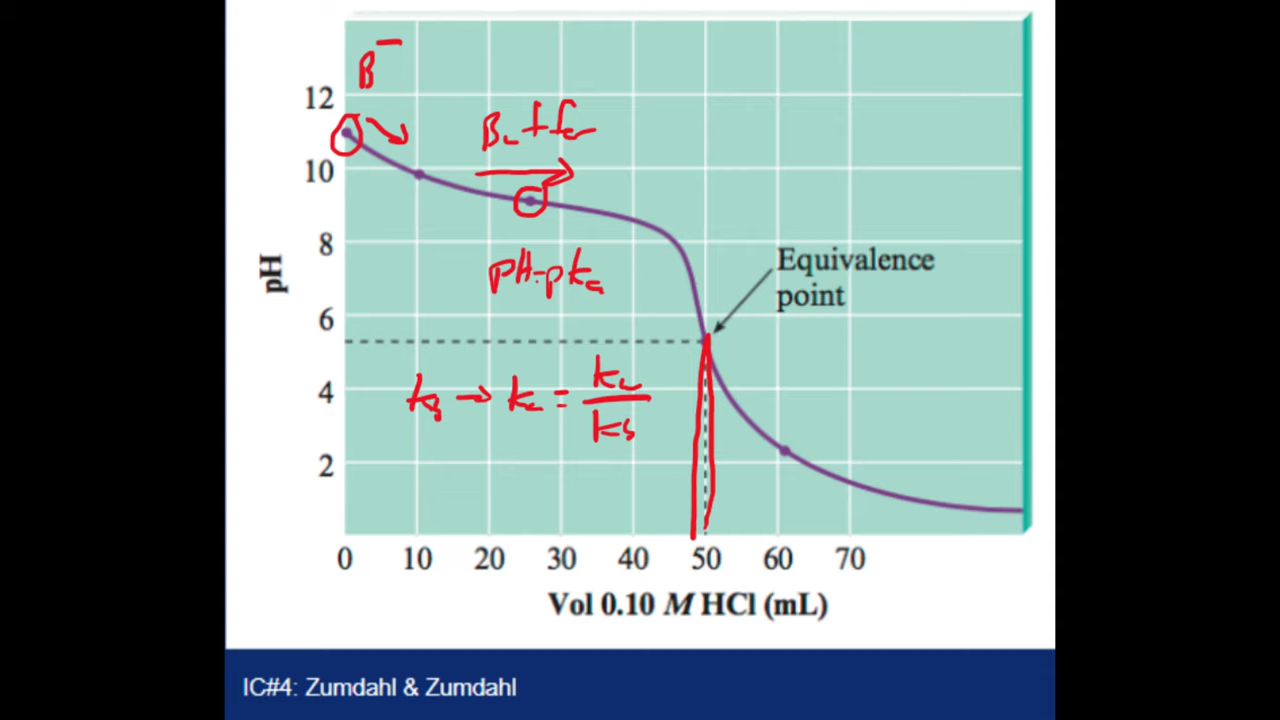 B⁻
12
Buffer
10
8
pH=pKa
Equivalence
point
pH
6
4
Kb → Ka = Kw
Kb
2
0 10 20 30 40 50 60 70
Vol 0.10 M HCl (mL)
IC#4: Zumdahl & Zumdahl